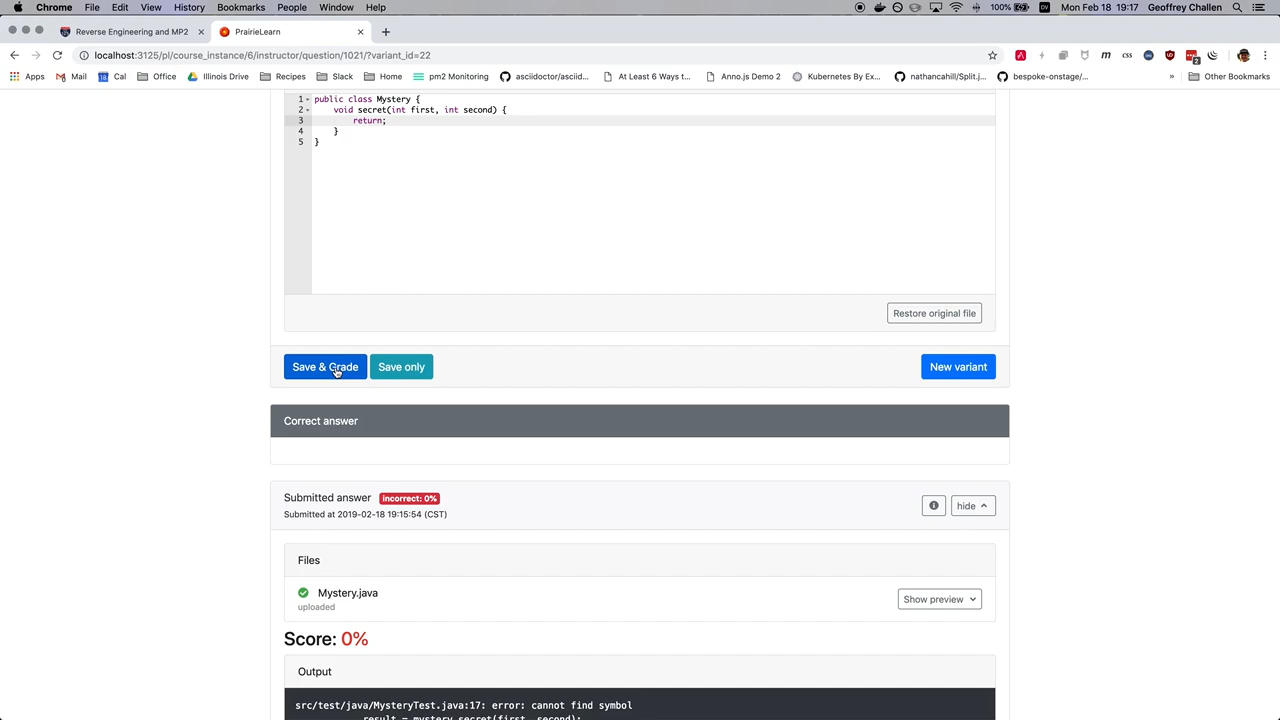 Chrome File Edit View History Bookmarks People Window Help 100% DV Mon Feb 18 19:17 Geoffrey Challen
Reverse Engineering and MP2 PrairieLearn
localhost:3125/pl/course_instance/6/instructor/question/1021/?variant_id=22
Apps Mail Cal Office Illinois Drive Recipes Slack Home pm2 Monitoring asciidoctor/asciid... At Least 6 Ways t... Anno.js Demo 2 Kubernetes By Ex... nathancahill/Split.j... bespoke-onstage/... » Other Bookmarks
1 public class Mystery {
2 void secret(int first, int second) {
3 return;
4 }
5 }
Restore original file
Save & Grade Save only New variant
Correct answer
Submitted answer incorrect: 0%
Submitted at 2019-02-18 19:15:54 (CST)
hide
Files
Mystery.java
uploaded
Show preview
Score: 0%
Output
src/test/java/MysteryTest.java:17: error: cannot find symbol
result = mystery.secret(first, second);